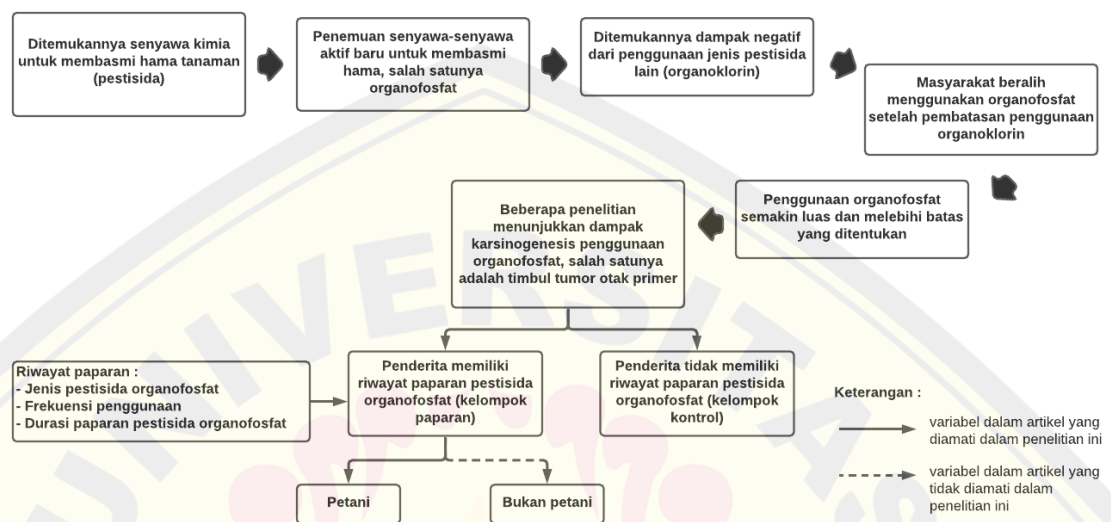 Ditemukannya senyawa kimia
untuk membasmi hama tanaman
(pestisida)
Penemuan senyawa-senyawa
aktif baru untuk membasmi
hama, salah satunya
organofosfat
Ditemukannya dampak negatif
dari penggunaan jenis pestisida
lain (organoklorin)
Masyarakat beralih
menggunakan organofosfat
setelah pembatasan penggunaan
organoklorin
Penggunaan organofosfat
semakin luas dan melebihi batas
yang ditentukan
Beberapa penelitian
menunjukkan dampak
karsinogenesis penggunaan
organofosfat, salah satunya
adalah timbul tumor otak primer
Riwayat paparan :
- Jenis pestisida organofosfat
- Frekuensi penggunaan
- Durasi paparan pestisida organofosfat
Penderita memiliki
riwayat paparan pestisida
organofosfat (kelompok
paparan)
Penderita tidak memiliki
riwayat paparan pestisida
organofosfat (kelompok
kontrol)
Petani
Bukan petani
Keterangan :
variabel dalam artikel yang
diamati dalam penelitian ini
variabel dalam artikel yang
tidak diamati dalam
penelitian ini
UNIVERSITAS